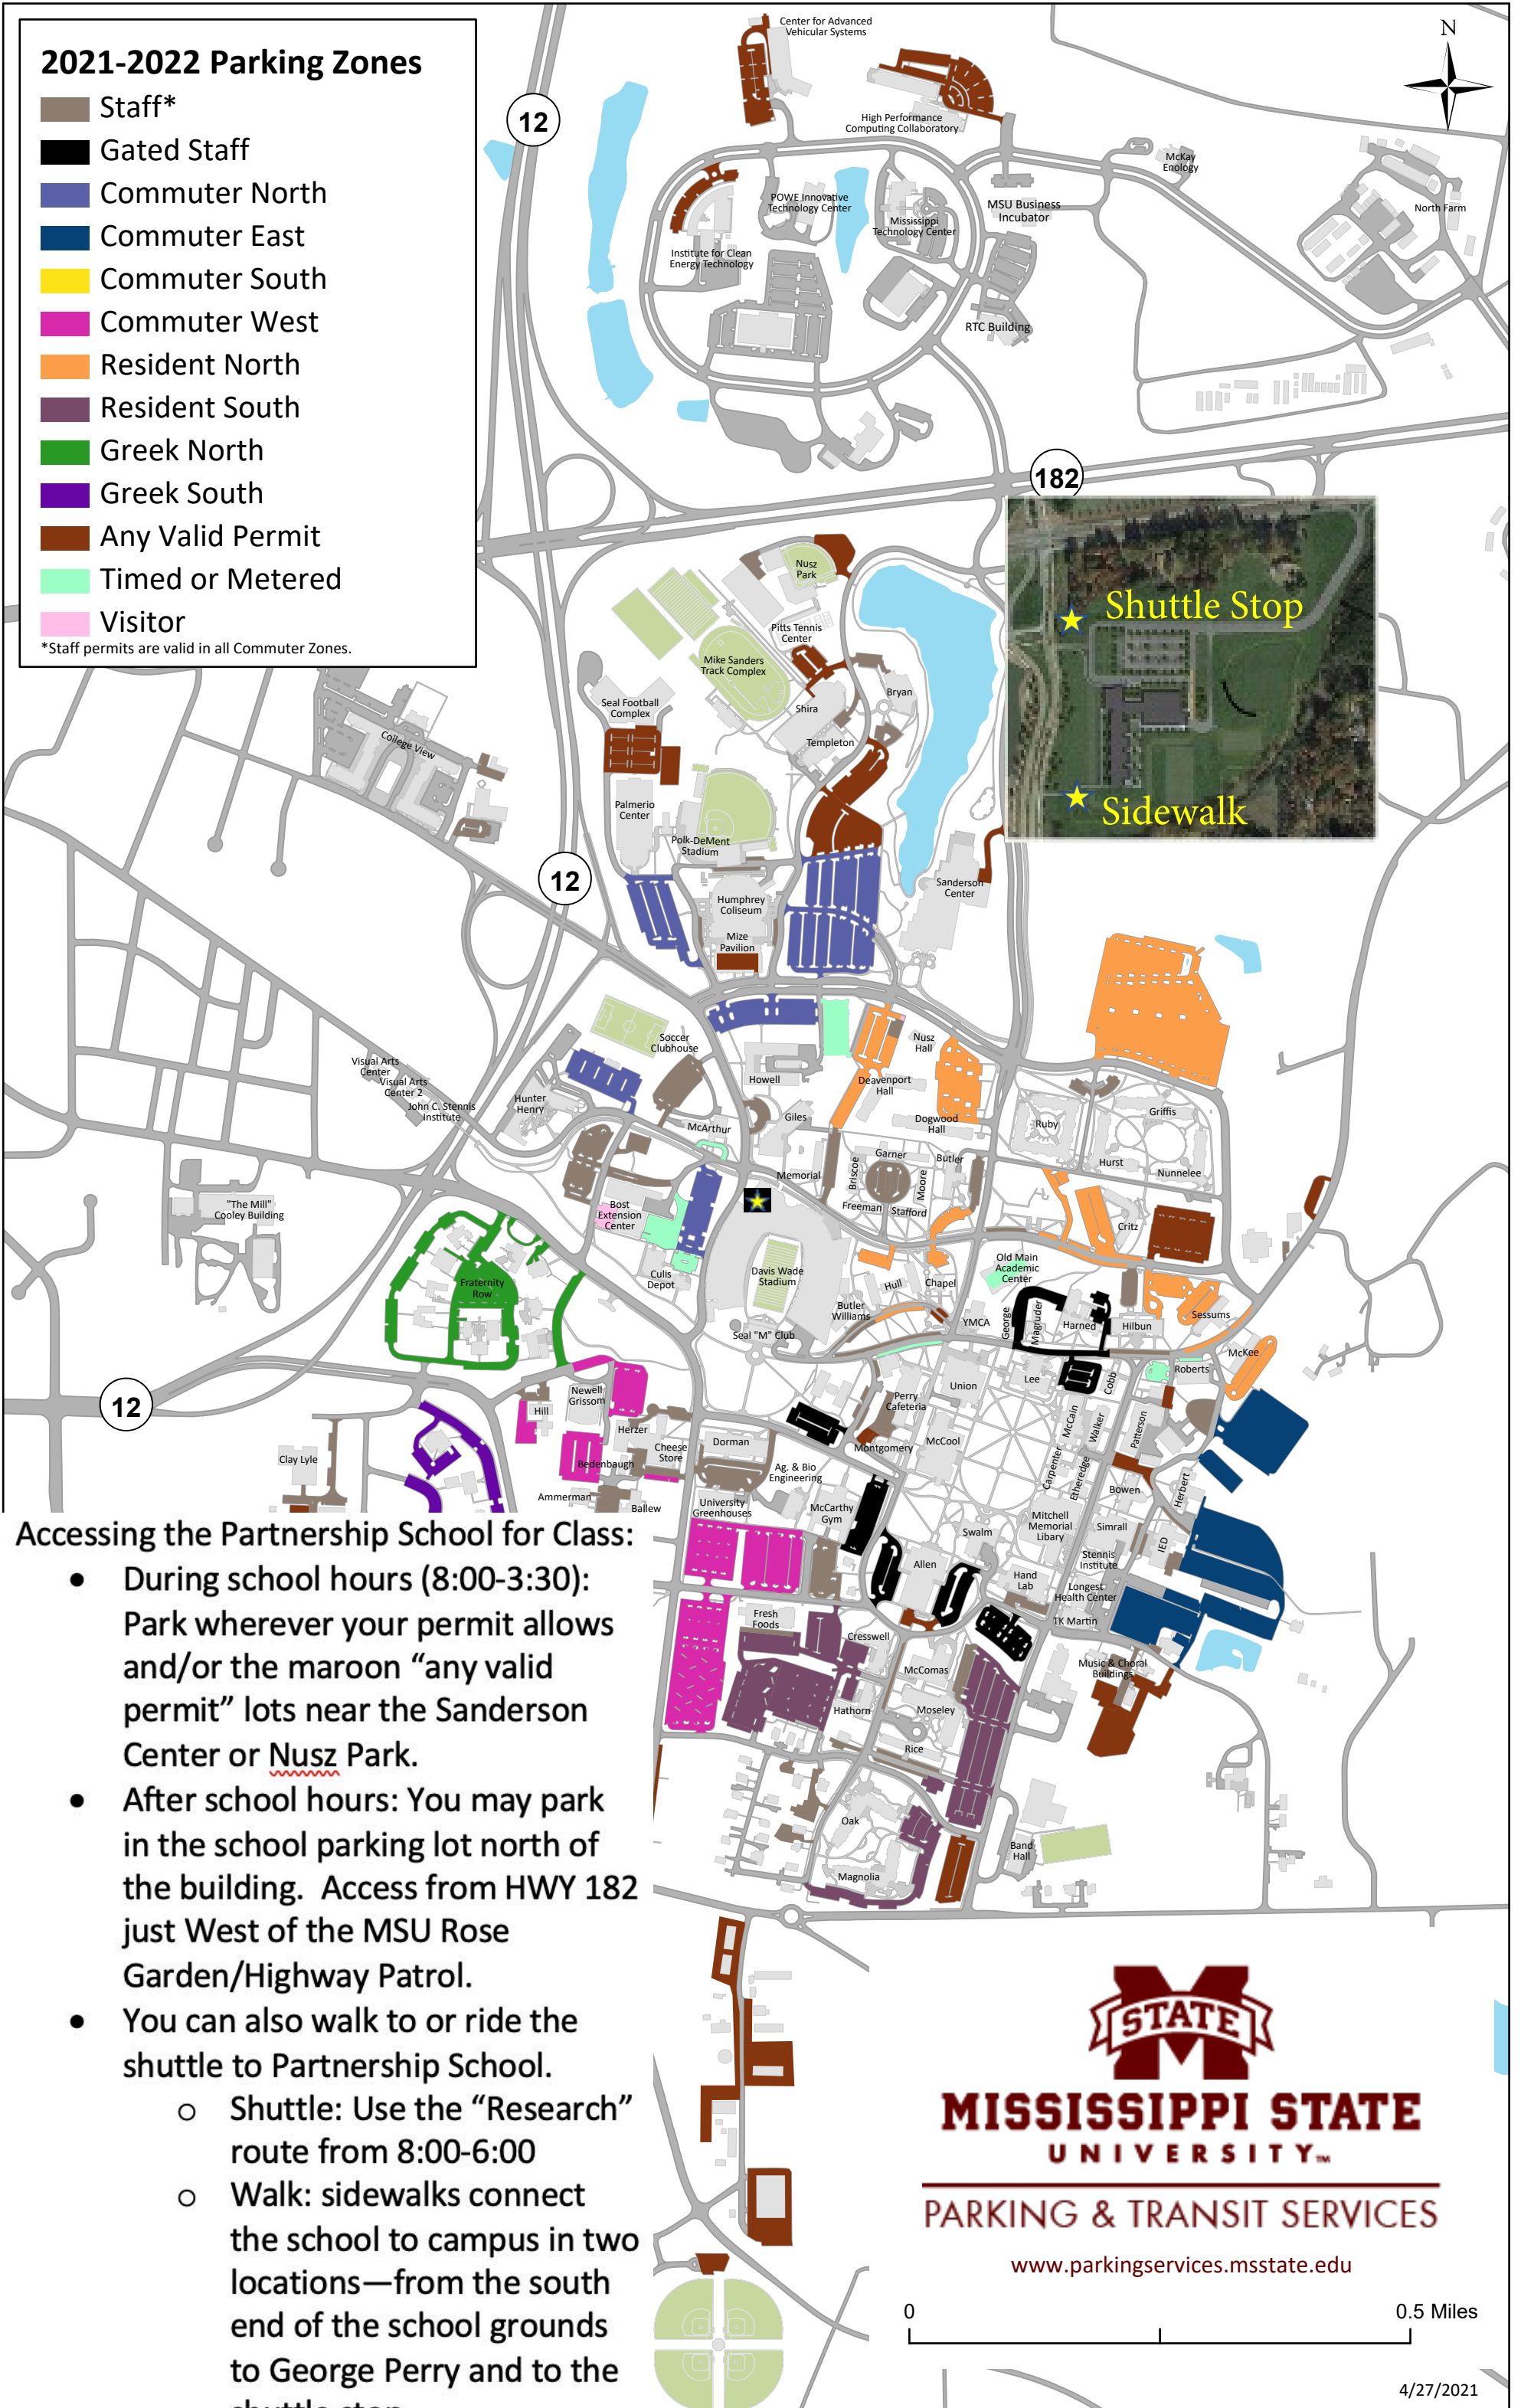 2021-2022 Parking Zones
Staff*
Gated Staff
Commuter North
Commuter East
Commuter South
Commuter West
Resident North
Resident South
Greek North
Greek South
Any Valid Permit
Timed or Metered
Visitor
*Staff permits are valid in all Commuter Zones.
Center for Advanced
Vehicular Systems
N
12
High Performance
Computing Collaboratory
McKay
Enology
POWE Innovative
Technology Center
Mississippi
Technology Center
MSU Business
Incubator
North Farm
Institute for Clean
Energy Technology
RTC Building
182
Nusz
Park
Pitts Tennis
Center
Mike Sanders
Track Complex
Shuttle Stop
Sidewalk
Bryan
Shira
Seal Football
Complex
Templeton
College View
Palmerio
Center
Polk-DeMent
Stadium
12
Humphrey
Coliseum
Sanderson
Center
Mize
Pavilion
Soccer
Clubhouse
Nusz
Hall
Visual Arts
Center
Visual Arts
Center 2
John C. Stennis
Institute
Howell
Deavenport
Hall
Hunter
Henry
Giles
Dogwood
Hall
Griffis
Ruby
McArthur
Garner
Butler
Briscoe
Moore
Memorial
Hurst
Nunnelee
Freeman
Stafford
"The Mill"
Cooley Building
Bost
Extension
Center
Critz
Old Main
Academic
Center
Cullis
Depot
Davis Wade
Stadium
Hull
Chapel
Fraternity
Row
Butler
Williams
YMCA
George
Magruder
Harned
Hilbun
Sessums
Seal "M" Club
McKee
Roberts
12
Newell
Grissom
Hill
Perry
Cafeteria
Union
Lee
Cobb
Herzer
Cheese
Store
Dorman
Montgomery
McCool
McCain
Walker
Patterson
Clay Lyle
Bedenbaugh
Ag. & Bio
Engineering
Carpenter
Etheredge
Bowen
Herbert
Ammerman
Ballew
University
Greenhouses
McCarthy
Gym
Mitchell
Memorial
Libary
Simrall
Swalm
IED
Stennis
Institute
Allen
Hand
Lab
Longest
Health Center
TK Martin
Fresh
Foods
Cresswell
McComas
Music & Choral
Buildings
Hathorn
Moseley
Rice
Oak
Band
Hall
Magnolia
Accessing the Partnership School for Class:
• During school hours (8:00-3:30):
Park wherever your permit allows
and/or the maroon “any valid
permit” lots near the Sanderson
Center or Nusz Park.
• After school hours: You may park
in the school parking lot north of
the building. Access from HWY 182
just West of the MSU Rose
Garden/Highway Patrol.
• You can also walk to or ride the
shuttle to Partnership School.
o Shuttle: Use the “Research”
route from 8:00-6:00
o Walk: sidewalks connect
the school to campus in two
locations—from the south
end of the school grounds
to George Perry and to the
STATE
MISSISSIPPI STATE
UNIVERSITY™
PARKING & TRANSIT SERVICES
www.parkingservices.msstate.edu
0 0.5 Miles
4/27/2021